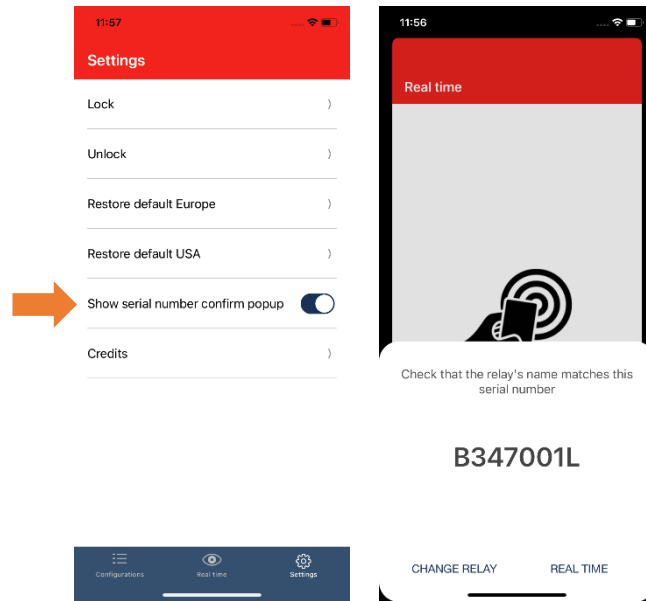 11:57
Settings
Lock
Unlock
Restore default Europe
Restore default USA
Show serial number confirm popup
Credits
Configurations
Real time
Settings
11:56
Real time
Check that the relay's name matches this
serial number
B347001L
CHANGE RELAY
REAL TIME